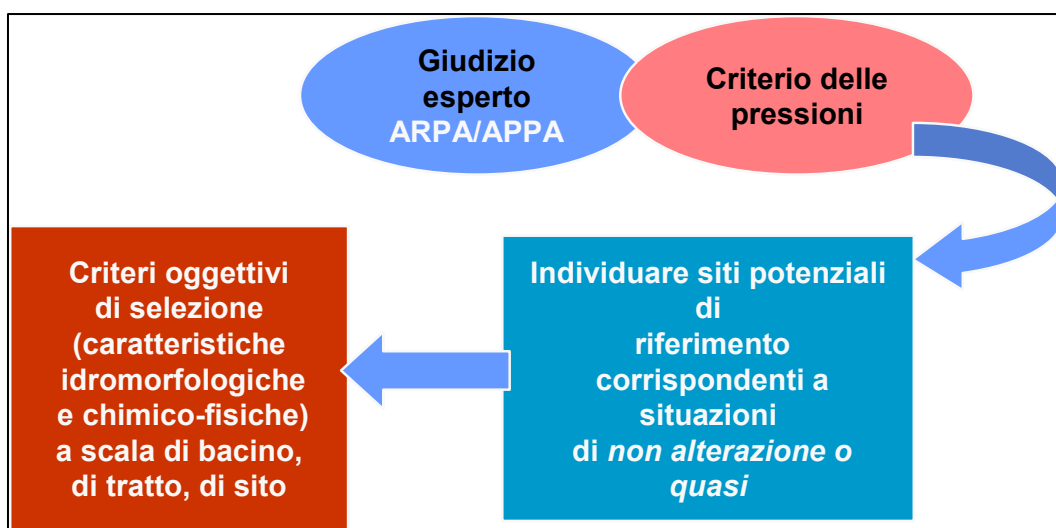 Giudizio
esperto
ARPA/APPA
Criterio delle
pressioni
Criteri oggettivi
di selezione
(caratteristiche
idromorfologiche
e chimico-fisiche)
a scala di bacino,
di tratto, di sito
Individuare siti potenziali
di
riferimento
corrispondenti a
situazioni
di non alterazione o
quasi